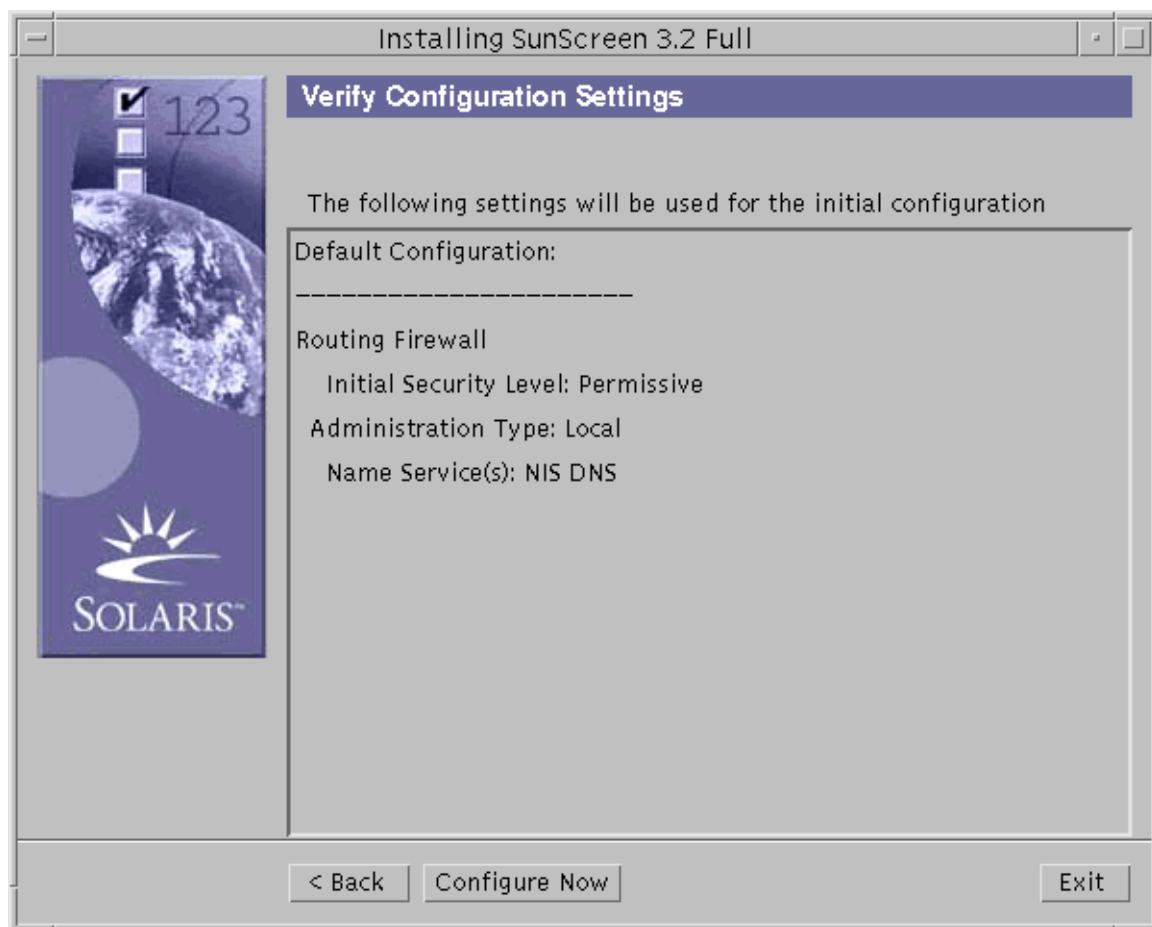 Installing SunScreen 3.2 Full
123
Verify Configuration Settings
The following settings will be used for the initial configuration
Default Configuration:
----------------------
Routing Firewall
Initial Security Level: Permissive
Administration Type: Local
Name Service(s): NIS DNS
SOLARIS™
< Back
Configure Now
Exit